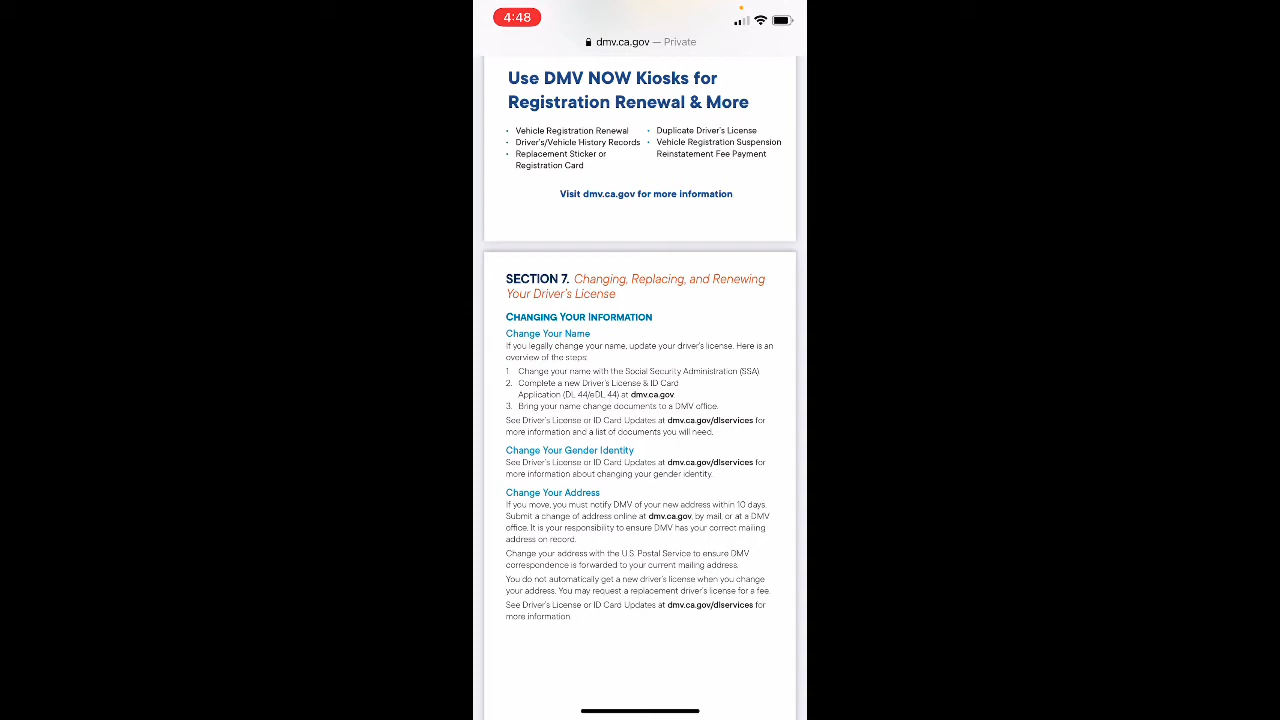 4:48
dmv.ca.gov — Private
Use DMV NOW Kiosks for
Registration Renewal & More
• Vehicle Registration Renewal
• Driver's/Vehicle History Records
• Replacement Sticker or
Registration Card
• Duplicate Driver's License
• Vehicle Registration Suspension
Reinstatement Fee Payment
Visit dmv.ca.gov for more information
SECTION 7. Changing, Replacing, and Renewing
Your Driver's License
CHANGING YOUR INFORMATION
Change Your Name
If you legally change your name, update your driver's license. Here is an
overview of the steps:
1. Change your name with the Social Security Administration (SSA).
2. Complete a new Driver's License & ID Card
Application (DL 44/eDL 44) at dmv.ca.gov.
3. Bring your name change documents to a DMV office.
See Driver's License or ID Card Updates at dmv.ca.gov/dlservices for
more information and a list of documents you will need.
Change Your Gender Identity
See Driver's License or ID Card Updates at dmv.ca.gov/dlservices for
more information about changing your gender identity.
Change Your Address
If you move, you must notify DMV of your new address within 10 days.
Submit a change of address online at dmv.ca.gov, by mail, or at a DMV
office. It is your responsibility to ensure DMV has your correct mailing
address on record.
Change your address with the U.S. Postal Service to ensure DMV
correspondence is forwarded to your current mailing address.
You do not automatically get a new driver's license when you change
your address. You may request a replacement driver's license for a fee.
See Driver's License or ID Card Updates at dmv.ca.gov/dlservices for
more information.